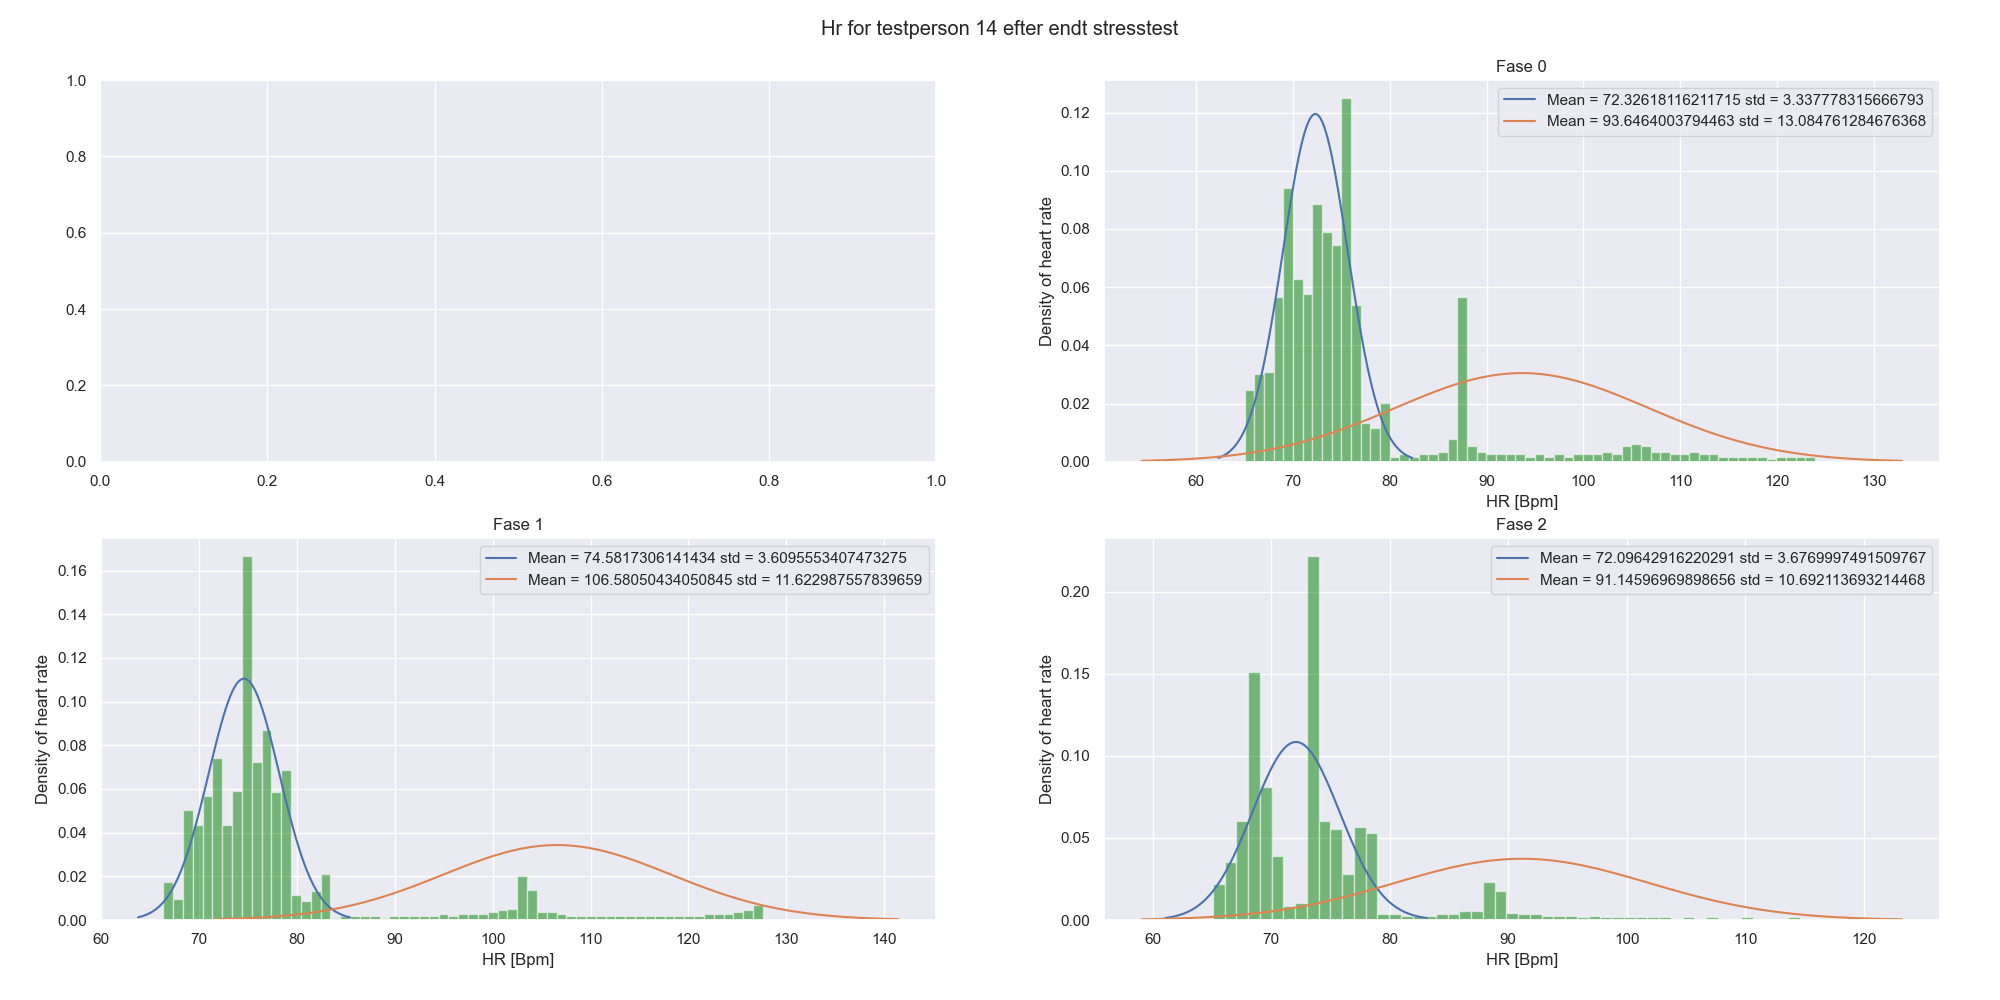 Hr for testperson 14 efter endt stresstest
1.0
0.8
0.6
0.4
0.2
0.0
0.0 0.2 0.4 0.6 0.8 1.0
Fase 0
Mean = 72.32618116211715 std = 3.337778315666793
Mean = 93.6464003794463 std = 13.084761284676368
Density of heart rate
0.12
0.10
0.08
0.06
0.04
0.02
0.00
60 70 80 90 100 110 120 130
HR [Bpm]
Fase 1
Mean = 74.5817306141434 std = 3.6095553407473275
Mean = 106.58050434050845 std = 11.622987557839659
Density of heart rate
0.16
0.14
0.12
0.10
0.08
0.06
0.04
0.02
0.00
60 70 80 90 100 110 120 130 140
HR [Bpm]
Fase 2
Mean = 72.09642916220291 std = 3.6769997491509767
Mean = 91.14596969898656 std = 10.692113693214468
Density of heart rate
0.20
0.15
0.10
0.05
0.00
60 70 80 90 100 110 120
HR [Bpm]